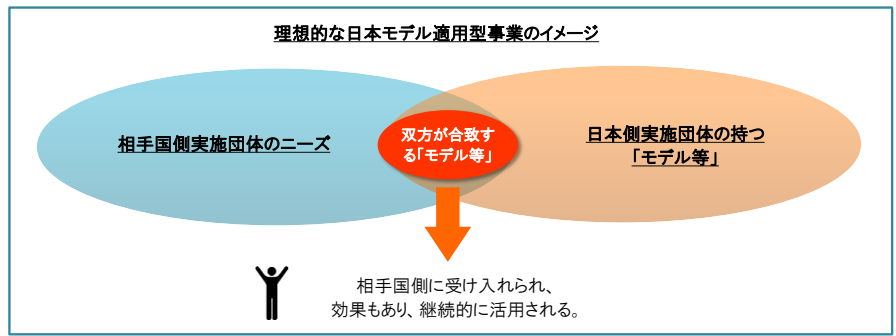 理想的な日本モデル適用型事業のイメージ
相手国側実施団体のニーズ
双方が合致す
る「モデル等」
日本側実施団体の持つ
「モデル等」
相手国側に受け入れられ、
効果もあり、継続的に活用される。